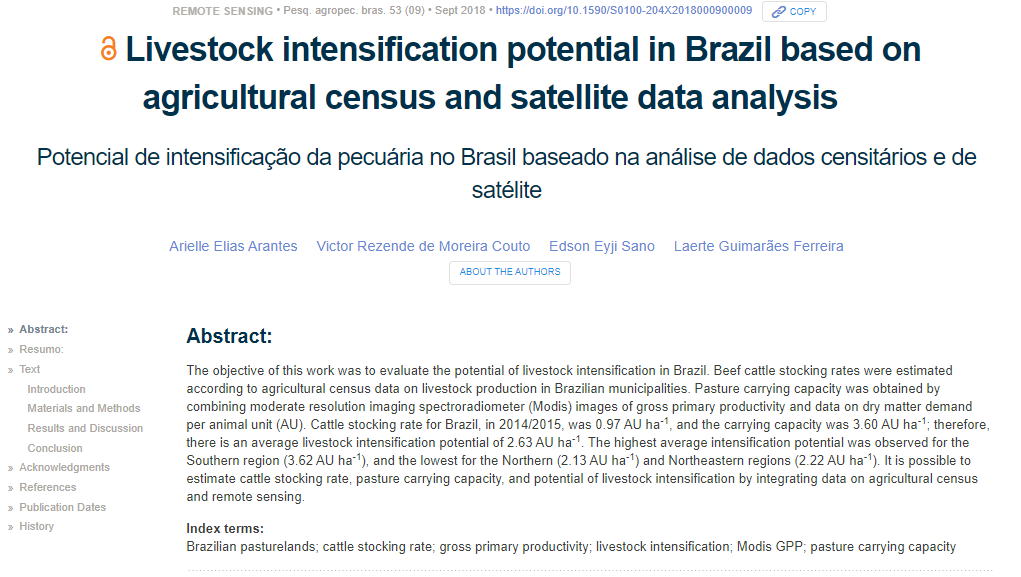 REMOTE SENSING • Pesq. agropec. bras. 53 (09) • Sept 2018 • https://doi.org/10.1590/S0100-204X2018000900009 COPY
Livestock intensification potential in Brazil based on
agricultural census and satellite data analysis
Potencial de intensificação da pecuária no Brasil baseado na análise de dados censitários e de
satélite
Arielle Elias Arantes Victor Rezende de Moreira Couto Edson Eyji Sano Laerte Guimarães Ferreira
ABOUT THE AUTHORS
» Abstract:
» Resumo:
» Text
Introduction
Materials and Methods
Results and Discussion
Conclusion
» Acknowledgments
» References
» Publication Dates
» History
Abstract:
The objective of this work was to evaluate the potential of livestock intensification in Brazil. Beef cattle stocking rates were estimated
according to agricultural census data on livestock production in Brazilian municipalities. Pasture carrying capacity was obtained by
combining moderate resolution imaging spectroradiometer (Modis) images of gross primary productivity and data on dry matter demand
per animal unit (AU). Cattle stocking rate for Brazil, in 2014/2015, was 0.97 AU ha⁻¹, and the carrying capacity was 3.60 AU ha⁻¹; therefore,
there is an average livestock intensification potential of 2.63 AU ha⁻¹. The highest average intensification potential was observed for the
Southern region (3.62 AU ha⁻¹), and the lowest for the Northern (2.13 AU ha⁻¹) and Northeastern regions (2.22 AU ha⁻¹). It is possible to
estimate cattle stocking rate, pasture carrying capacity, and potential of livestock intensification by integrating data on agricultural census
and remote sensing.
Index terms:
Brazilian pasturelands; cattle stocking rate; gross primary productivity; livestock intensification; Modis GPP; pasture carrying capacity